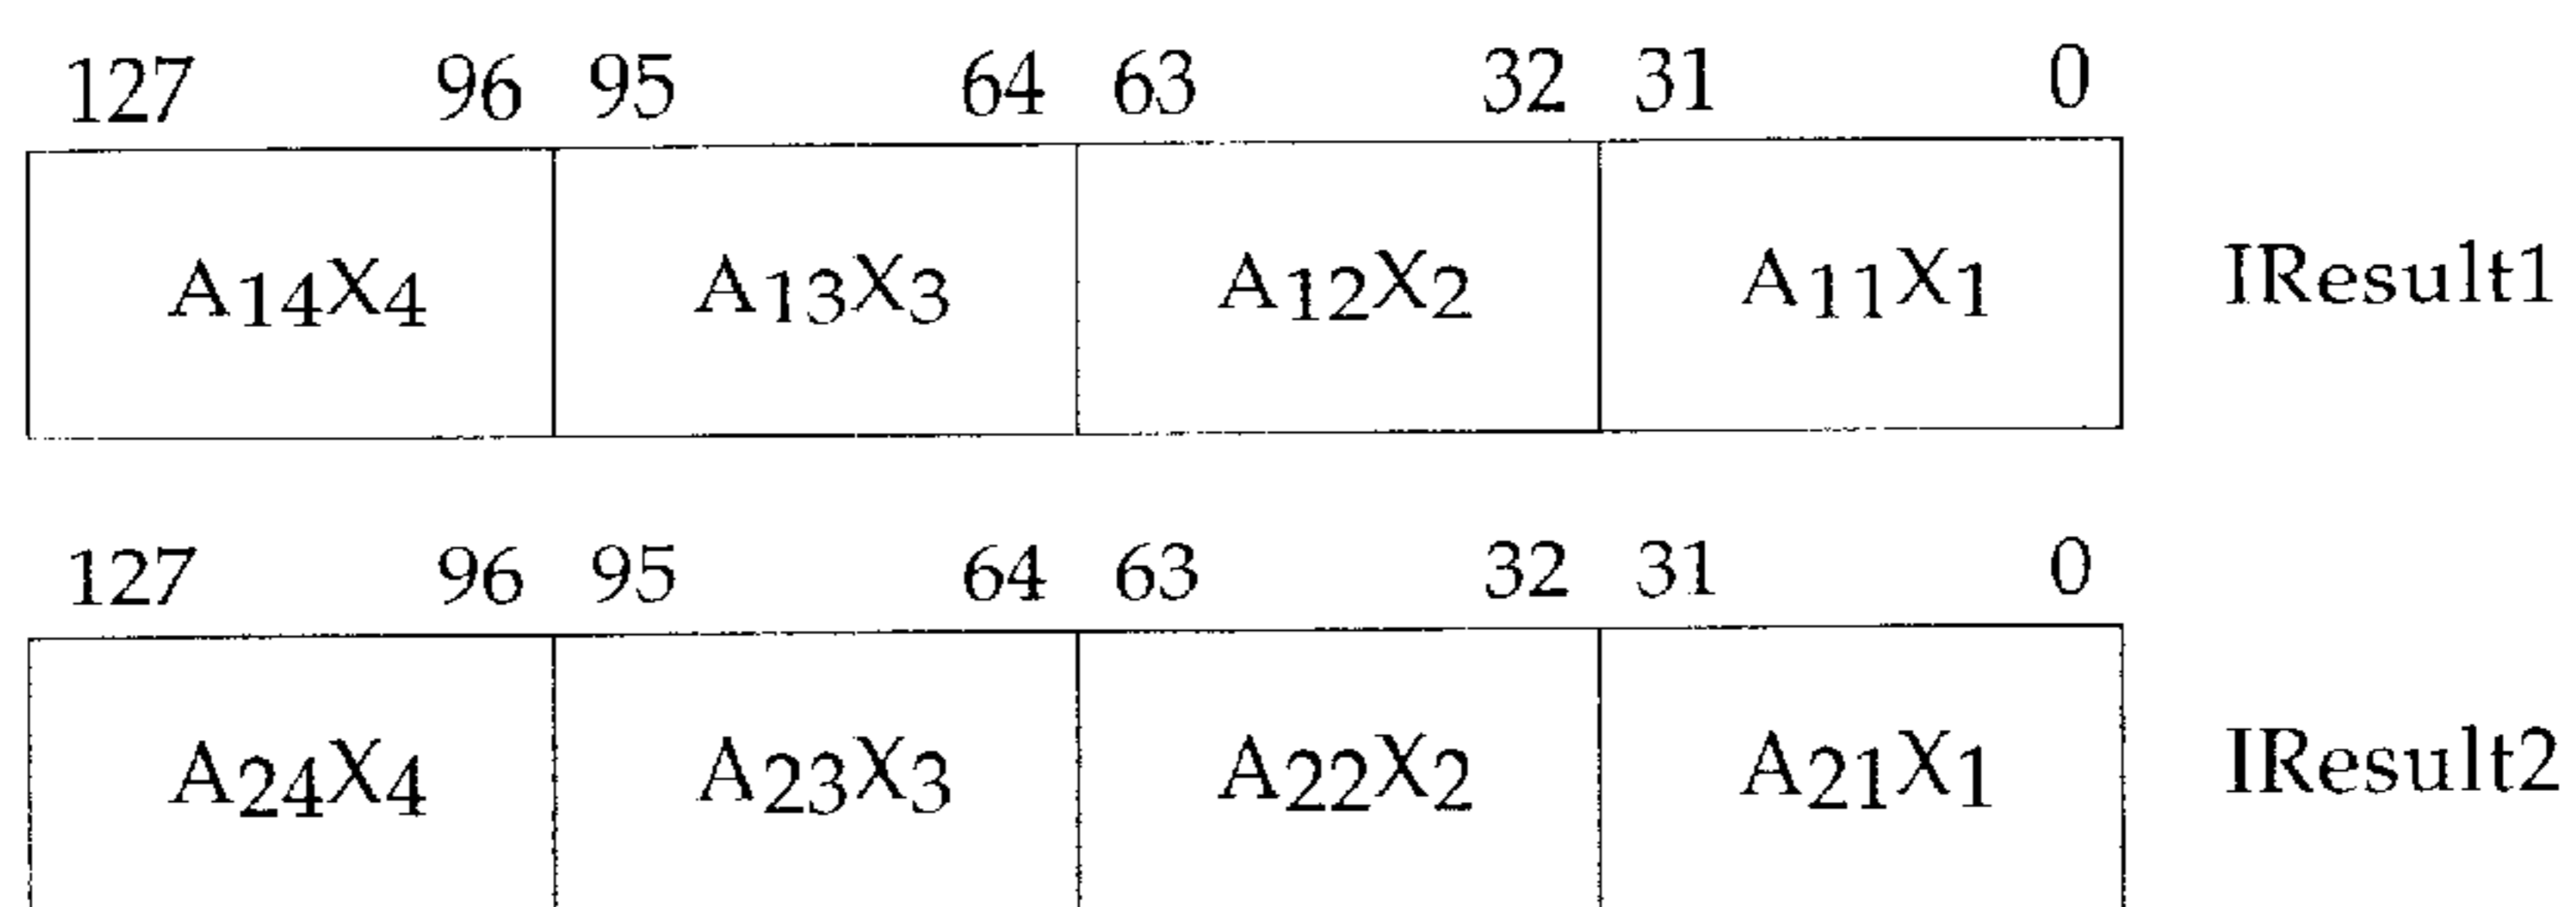 127 96 95 64 63 32 31 0
A14X4 A13X3 A12X2 A11X1 IResult1
127 96 95 64 63 32 31 0
A24X4 A23X3 A22X2 A21X1 IResult2